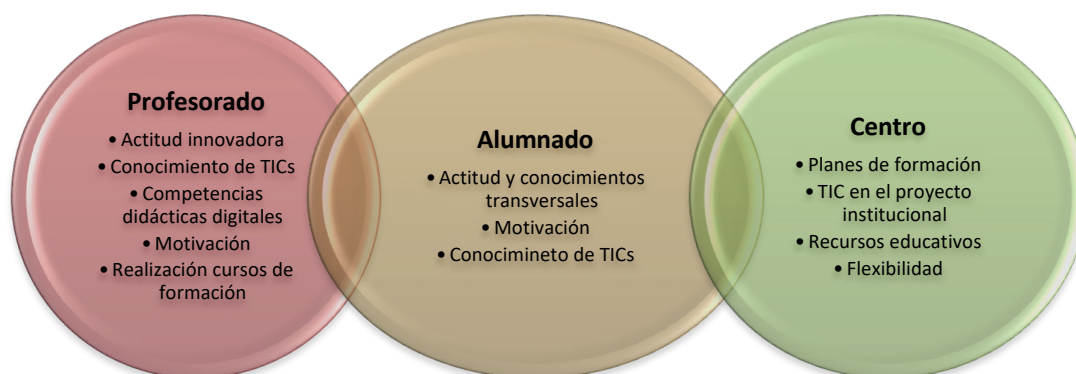 Profesorado
• Actitud innovadora
• Conocimiento de TICs
• Competencias
didácticas digitales
• Motivación
• Realización cursos de
formación
Alumnado
• Actitud y conocimientos
transversales
• Motivación
• Conocimineto de TICs
Centro
• Planes de formación
• TIC en el proyecto
institucional
• Recursos educativos
• Flexibilidad